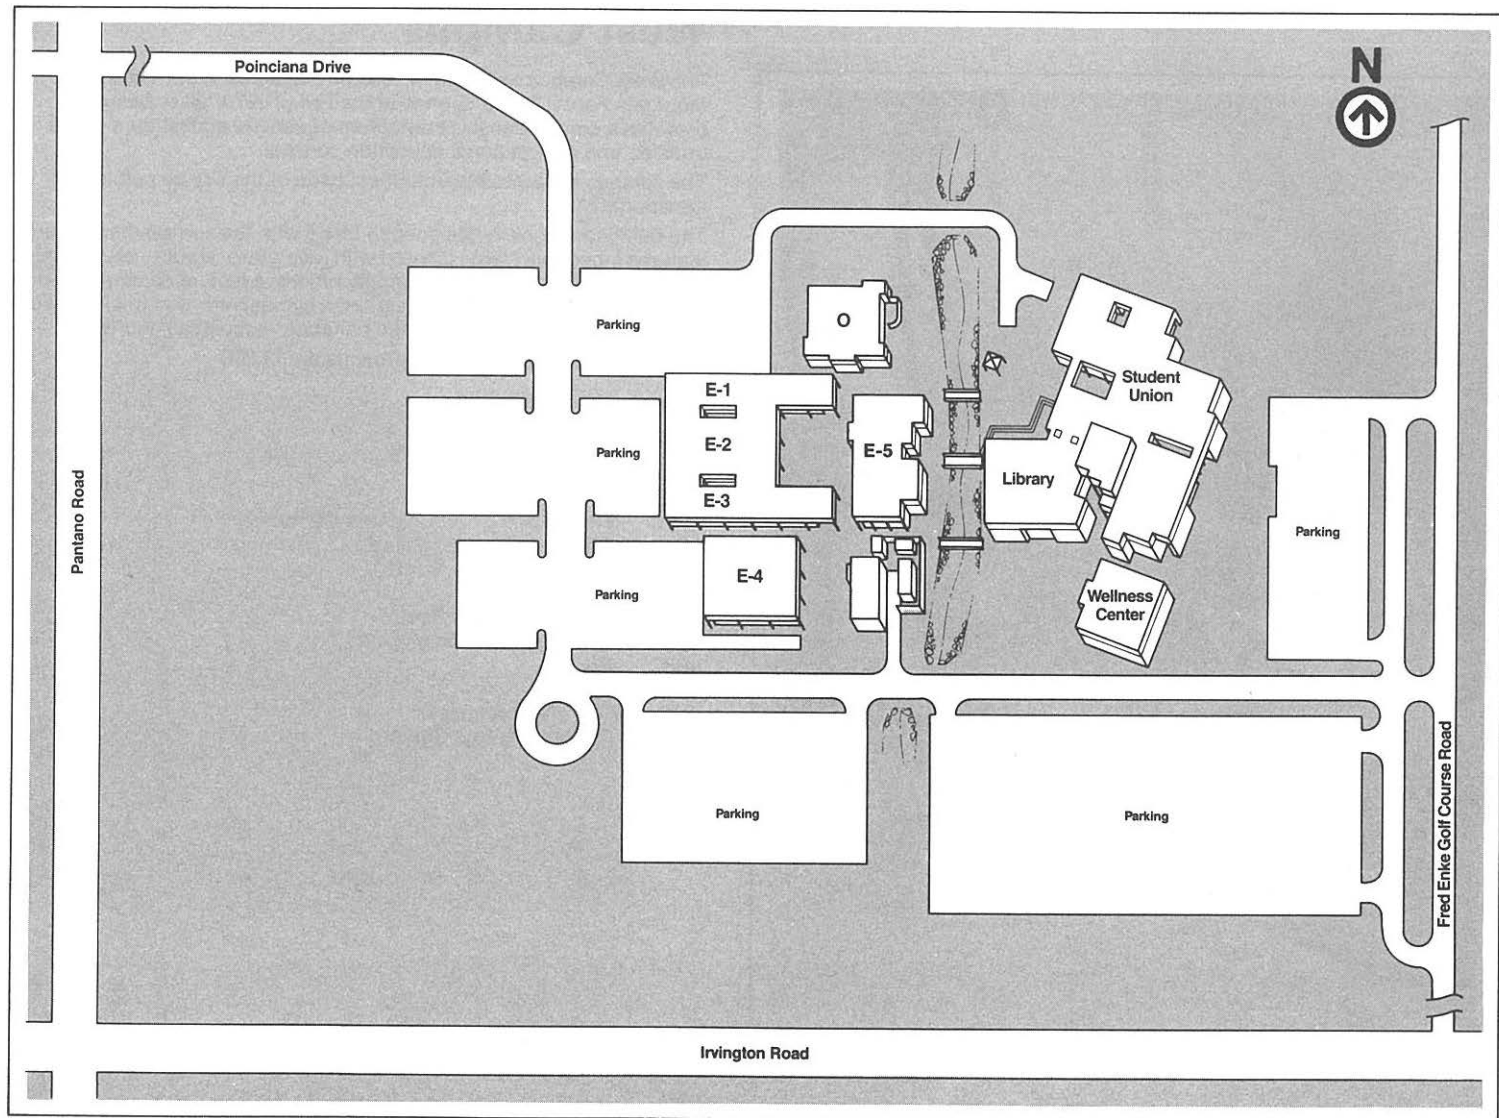 Poinciana Drive
N
Parking
O
E-1
Student
Union
E-2
Parking
E-5
E-3
Library
Pantano Road
Parking
E-4
Parking
Wellness
Center
Parking
Parking
Fred Enke Golf Course Road
Irvington Road